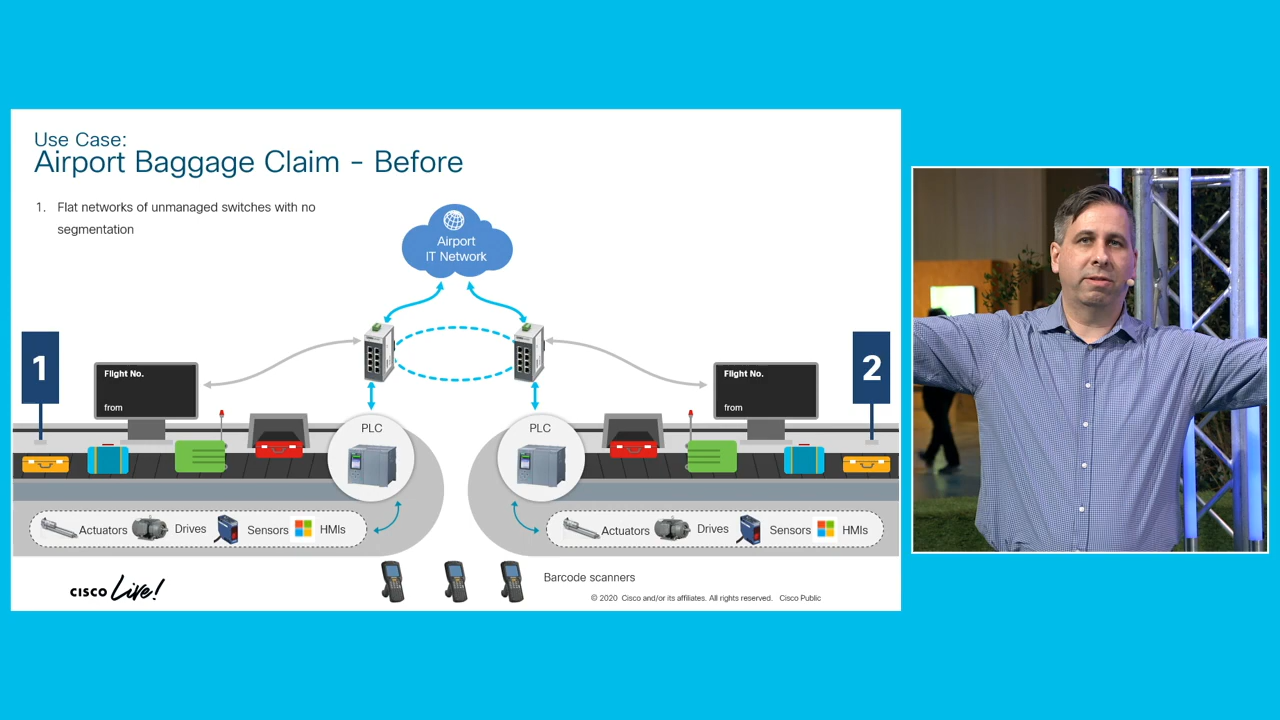 Use Case:
Airport Baggage Claim - Before
1. Flat networks of unmanaged switches with no
segmentation
Airport
IT Network
1
Flight No.
from
PLC
Actuators
Drives
Sensors
HMIs
2
Flight No.
from
PLC
Actuators
Drives
Sensors
HMIs
Barcode scanners
CISCO Live!
© 2020 Cisco and/or its affiliates. All rights reserved. Cisco Public